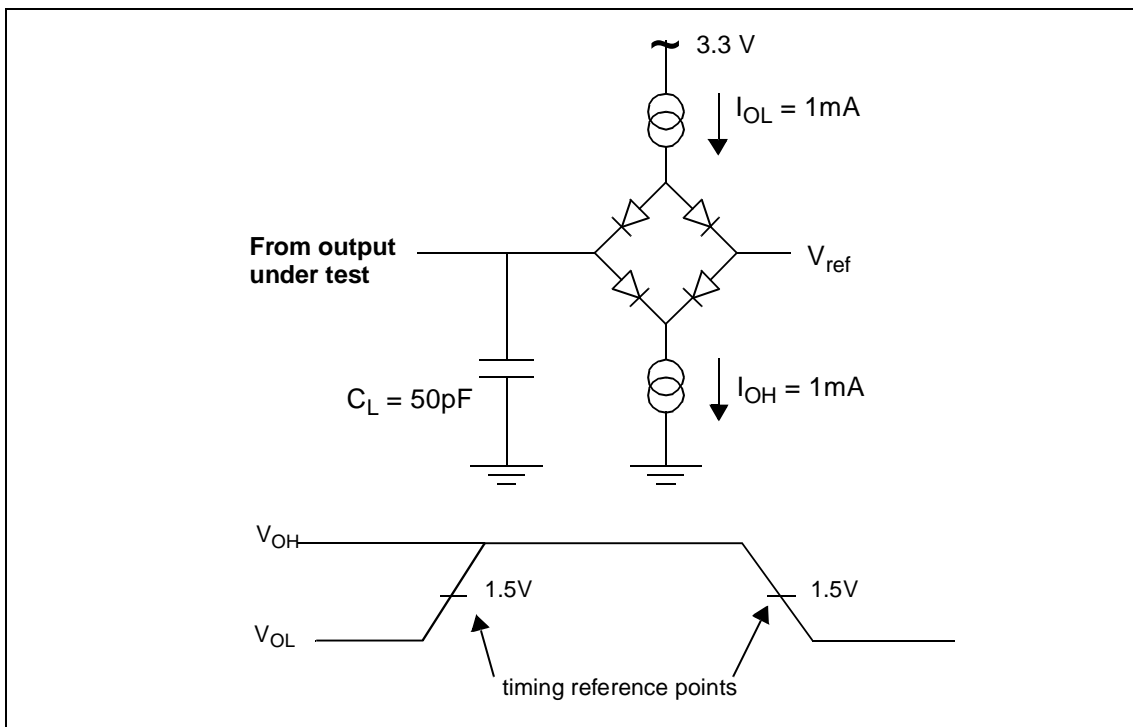 3.3 V
I_OL = 1mA
From output
under test
V_ref
I_OH = 1mA
C_L = 50pF
V_OH
1.5V
1.5V
V_OL
timing reference points